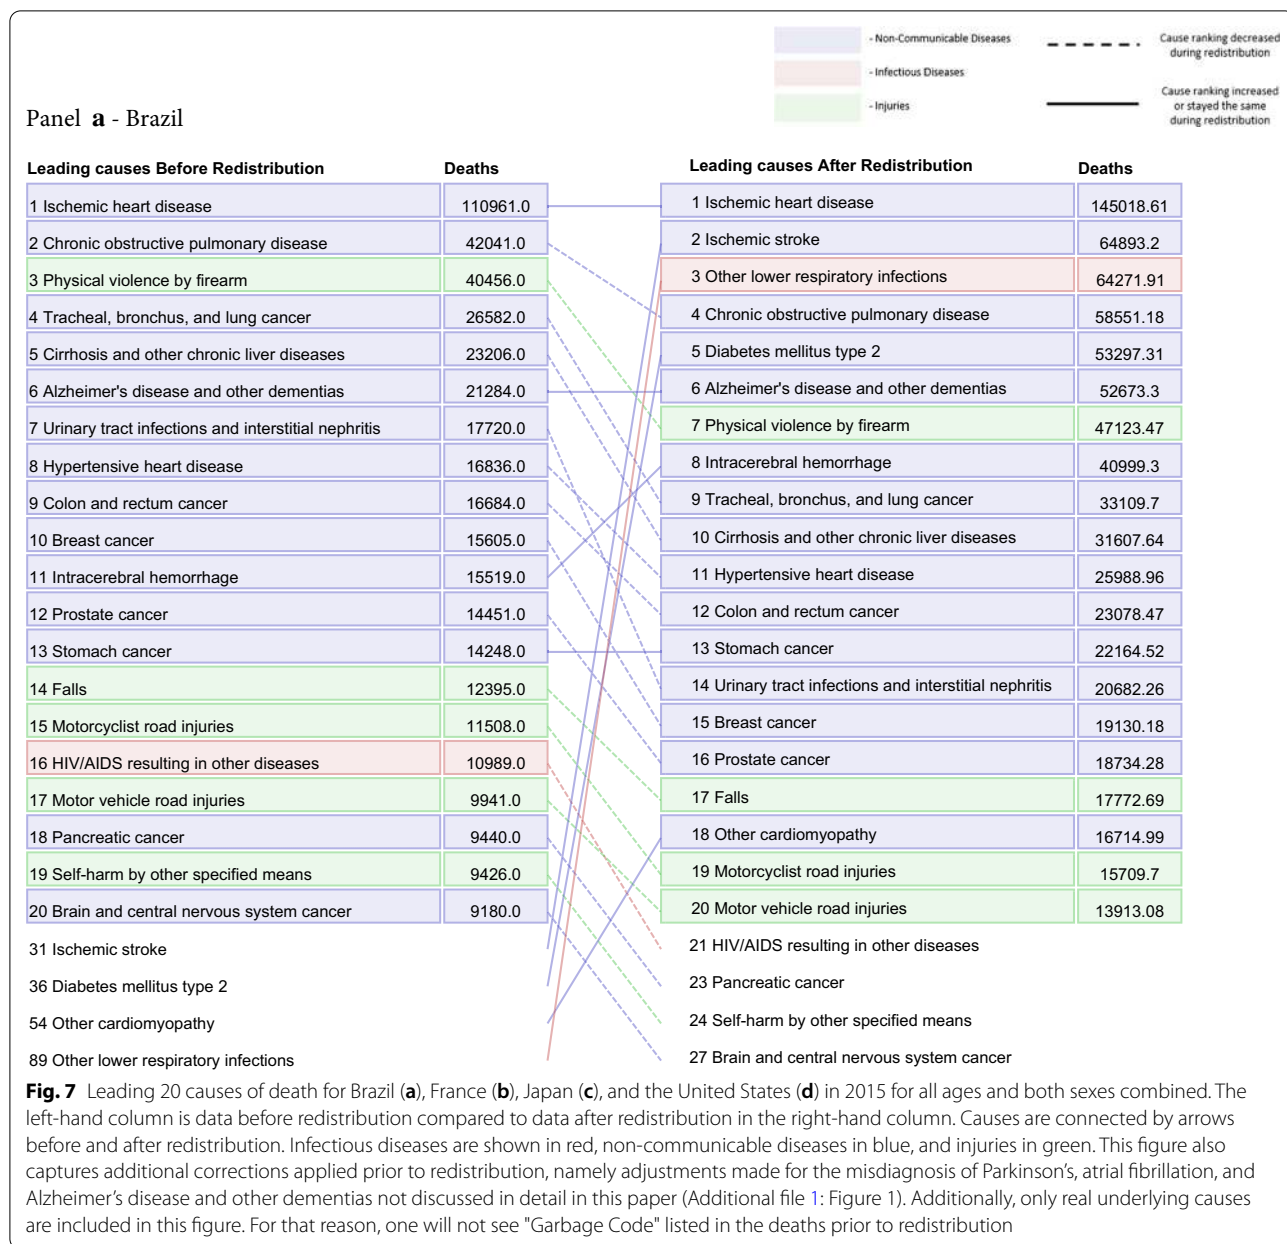 - Non-Communicable Diseases
- Infectious Diseases
- Injuries
Cause ranking decreased
during redistribution
Cause ranking increased
or stayed the same
during redistribution
Panel a - Brazil
Leading causes Before Redistribution Deaths
1 Ischemic heart disease 110961.0
2 Chronic obstructive pulmonary disease 42041.0
3 Physical violence by firearm 40456.0
4 Tracheal, bronchus, and lung cancer 26582.0
5 Cirrhosis and other chronic liver diseases 23206.0
6 Alzheimer's disease and other dementias 21284.0
7 Urinary tract infections and interstitial nephritis 17720.0
8 Hypertensive heart disease 16836.0
9 Colon and rectum cancer 16684.0
10 Breast cancer 15605.0
11 Intracerebral hemorrhage 15519.0
12 Prostate cancer 14451.0
13 Stomach cancer 14248.0
14 Falls 12395.0
15 Motorcyclist road injuries 11508.0
16 HIV/AIDS resulting in other diseases 10989.0
17 Motor vehicle road injuries 9941.0
18 Pancreatic cancer 9440.0
19 Self-harm by other specified means 9426.0
20 Brain and central nervous system cancer 9180.0
31 Ischemic stroke
36 Diabetes mellitus type 2
54 Other cardiomyopathy
89 Other lower respiratory infections
Leading causes After Redistribution Deaths
1 Ischemic heart disease 145018.61
2 Ischemic stroke 64893.2
3 Other lower respiratory infections 64271.91
4 Chronic obstructive pulmonary disease 58551.18
5 Diabetes mellitus type 2 53297.31
6 Alzheimer's disease and other dementias 52673.3
7 Physical violence by firearm 47123.47
8 Intracerebral hemorrhage 40999.3
9 Tracheal, bronchus, and lung cancer 33109.7
10 Cirrhosis and other chronic liver diseases 31607.64
11 Hypertensive heart disease 25988.96
12 Colon and rectum cancer 23078.47
13 Stomach cancer 22164.52
14 Urinary tract infections and interstitial nephritis 20682.26
15 Breast cancer 19130.18
16 Prostate cancer 18734.28
17 Falls 17772.69
18 Other cardiomyopathy 16714.99
19 Motorcyclist road injuries 15709.7
20 Motor vehicle road injuries 13913.08
21 HIV/AIDS resulting in other diseases
23 Pancreatic cancer
24 Self-harm by other specified means
27 Brain and central nervous system cancer
Fig. 7 Leading 20 causes of death for Brazil (a), France (b), Japan (c), and the United States (d) in 2015 for all ages and both sexes combined. The
left-hand column is data before redistribution compared to data after redistribution in the right-hand column. Causes are connected by arrows
before and after redistribution. Infectious diseases are shown in red, non-communicable diseases in blue, and injuries in green. This figure also
captures additional corrections applied prior to redistribution, namely adjustments made for the misdiagnosis of Parkinson's, atrial fibrillation, and
Alzheimer's disease and other dementias not discussed in detail in this paper (Additional file 1: Figure 1). Additionally, only real underlying causes
are included in this figure. For that reason, one will not see "Garbage Code" listed in the deaths prior to redistribution